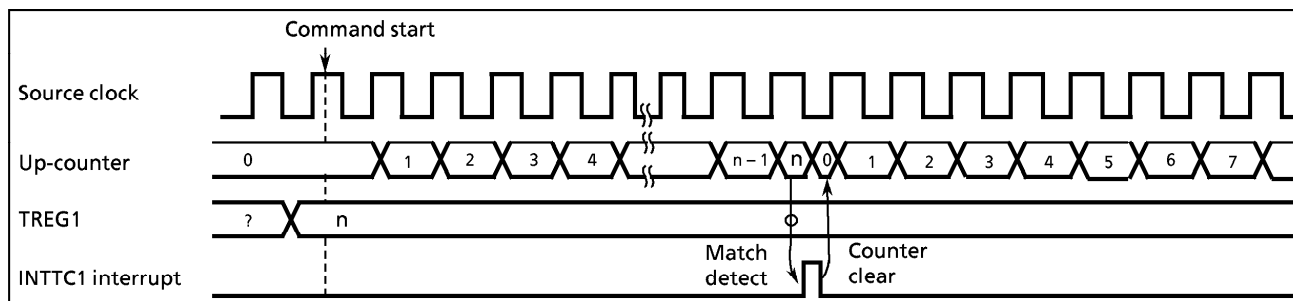 Command start
Source clock
Up-counter 0 1 2 3 4 n – 1 n 0 1 2 3 4 5 6 7
TREG1 ? n
Match detect
Counter clear
INTTC1 interrupt